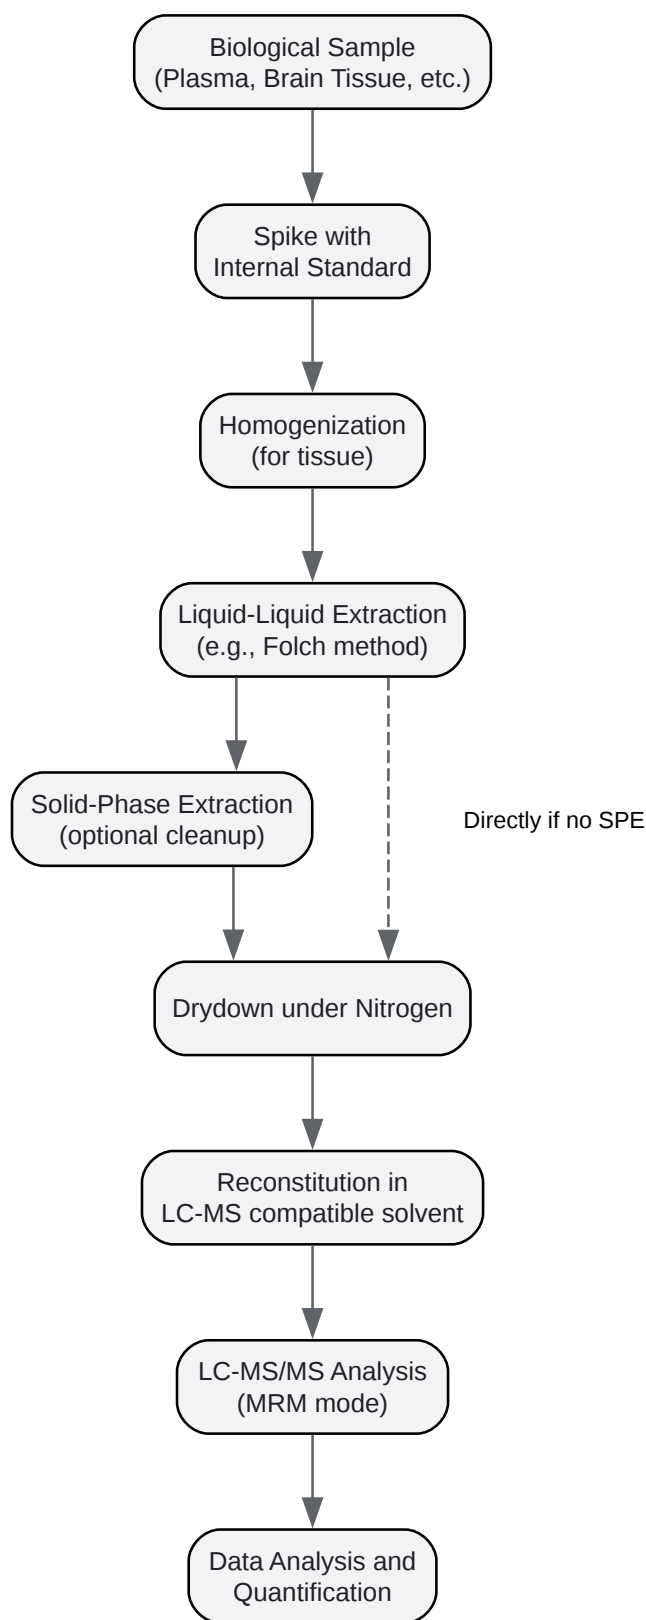 Biological Sample
(Plasma, Brain Tissue, etc.)
Spike with
Internal Standard
Homogenization
(for tissue)
Liquid-Liquid Extraction
(e.g., Folch method)
Solid-Phase Extraction
(optional cleanup)
Directly if no SPE
Drydown under Nitrogen
Reconstitution in
LC-MS compatible solvent
LC-MS/MS Analysis
(MRM mode)
Data Analysis and
Quantification